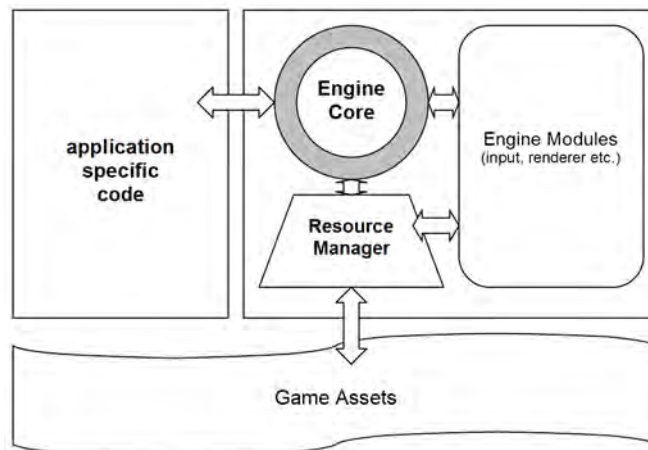 application
specific
code
Engine
Core
Resource
Manager
Engine Modules
(input, renderer etc.)
Game Assets